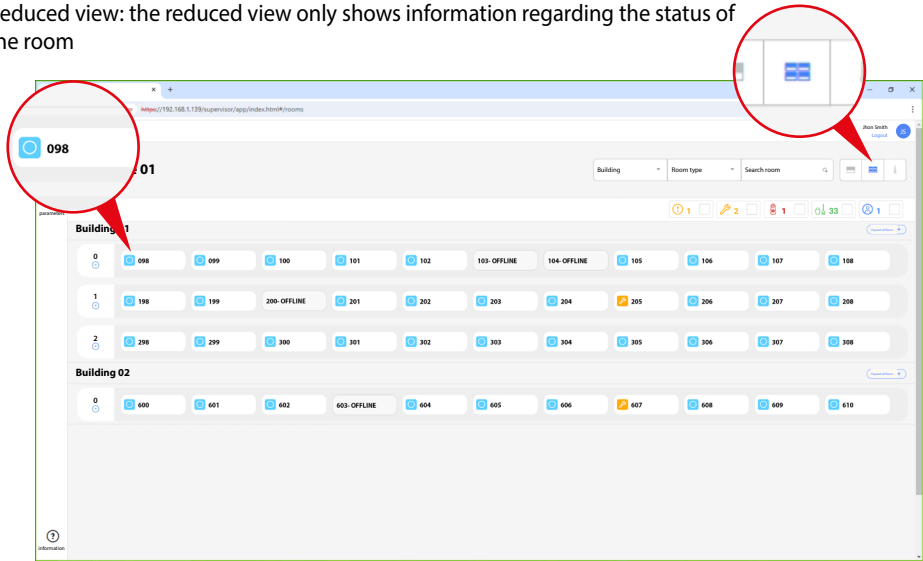 educed view: the reduced view only shows information regarding the status of
ne room
× +
https://192.168.1.139/supervisor/app/index.html#/rooms
Jhon Smith
Logout
JS
098
01
Building
Room type
Search room
1 2 1 33 1
parameters
Building 1
0 098 099 100 101 102 103- OFFLINE 104- OFFLINE 105 106 107 108
1 198 199 200- OFFLINE 201 202 203 204 205 206 207 208
2 298 299 300 301 302 303 304 305 306 307 308
Building 02
0 600 601 602 603- OFFLINE 604 605 606 607 608 609 610
?
information